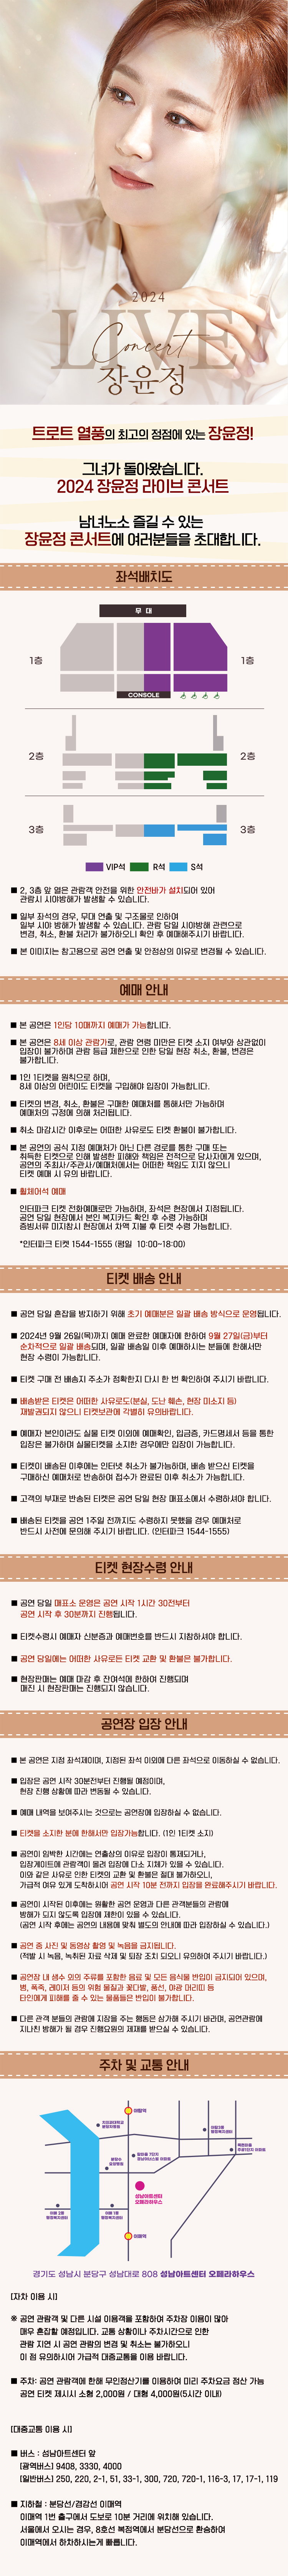 2024
LIVE
Concert
장윤정
트로트 열풍의 최고의 정점에 있는 장윤정!
그녀가 돌아왔습니다.
2024 장윤정 라이브 콘서트
남녀노소 즐길 수 있는
장윤정 콘서트에 여러분들을 초대합니다.
좌석배치도
무 대
1층
1층
CONSOLE
2층
2층
3층
3층
VIP석 R석 S석
■ 2, 3층 앞 열은 관람객 안전을 위한 안전바가 설치되어 있어
관람시 시야방해가 발생할 수 있습니다.
■ 일부 좌석의 경우, 무대 연출 및 구조물로 인하여
일부 시야 방해가 발생할 수 있습니다. 관람 당일 시야방해 관련으로
변경, 취소, 환불 처리가 불가하오니 확인 후 예매해주시기 바랍니다.
■ 본 이미지는 참고용으로 공연 연출 및 안정상의 이유로 변경될 수 있습니다.
예매 안내
■ 본 공연은 1인당 10매까지 예매가 가능합니다.
■ 본 공연은 8세 이상 관람가로, 관람 연령 미만은 티켓 소지 여부와 상관없이
입장이 불가하며 관람 등급 제한으로 인한 당일 현장 취소, 환불, 변경은
불가합니다.
■ 1인 1티켓을 원칙으로 하며,
8세 이상의 어린이도 티켓을 구입해야 입장이 가능합니다.
■ 티켓의 변경, 취소, 환불은 구매한 예매처를 통해서만 가능하며
예매처의 규정에 의해 처리됩니다.
■ 취소 마감시간 이후로는 어떠한 사유로도 티켓 환불이 불가합니다.
■ 본 공연의 공식 지정 예매처가 아닌 다른 경로를 통한 구매 또는
취득한 티켓으로 인해 발생한 피해와 책임은 전적으로 당사자에게 있으며,
공연의 주최사/주관사/예매처에서는 어떠한 책임도 지지 않으니
티켓 예매 시 유의 바랍니다.
■ 휠체어석 예매
인터파크 티켓 전화예매로만 가능하며, 좌석은 현장에서 지정됩니다.
공연 당일 현장에서 본인 복지카드 확인 후 수령 가능하며
증빙서류 미지참시 현장에서 차액 지불 후 티켓 수령 가능합니다.
*인터파크 티켓 1544-1555 (평일 10:00~18:00)
티켓 배송 안내
■ 공연 당일 혼잡을 방지하기 위해 초기 예매분은 일괄 배송 방식으로 운영됩니다.
■ 2024년 9월 26일(목)까지 예매 완료한 예매자에 한하여 9월 27일(금)부터
순차적으로 일괄 배송되며, 일괄 배송일 이후 예매하시는 분들에 한해서만
현장 수령이 가능합니다.
■ 티켓 구매 전 배송지 주소가 정확한지 다시 한 번 확인하여 주시기 바랍니다.
■ 배송받은 티켓은 어떠한 사유로도(분실, 도난 훼손, 현장 미소지 등)
재발권되지 않으니 티켓보관에 각별히 유의바랍니다.
■ 예매자 본인이라도 실물 티켓 이외에 예매확인, 입금증, 카드명세서 등을 통한
입장은 불가하며 실물티켓을 소지한 경우에만 입장이 가능합니다.
■ 티켓이 배송된 이후에는 인터넷 취소가 불가능하며, 배송 받으신 티켓을
구매하신 예매처로 반송하여 접수가 완료된 이후 취소가 가능합니다.
■ 고객의 부재로 반송된 티켓은 공연 당일 현장 매표소에서 수령하셔야 합니다.
■ 배송된 티켓을 공연 1주일 전까지도 수령하지 못했을 경우 예매처로
반드시 사전에 문의해 주시기 바랍니다. (인터파크 1544-1555)
티켓 현장수령 안내
■ 공연 당일 매표소 운영은 공연 시작 1시간 30전부터
공연 시작 후 30분까지 진행됩니다.
■ 티켓수령시 예매자 신분증과 예매번호를 반드시 지참하셔야 합니다.
■ 공연 당일에는 어떠한 사유로든 티켓 교환 및 환불은 불가합니다.
■ 현장판매는 예매 마감 후 잔여석에 한하여 진행되며
매진 시 현장판매는 진행되지 않습니다.
공연장 입장 안내
■ 본 공연은 지정 좌석제이며, 지정된 좌석 이외에 다른 좌석으로 이동하실 수 없습니다.
■ 입장은 공연 시작 30분전부터 진행될 예정이며,
현장 진행 상황에 따라 변동될 수 있습니다.
■ 예매 내역을 보여주시는 것으로는 공연장에 입장하실 수 없습니다.
■ 티켓을 소지한 분에 한해서만 입장가능합니다. (1인 1티켓 소지)
■ 공연이 임박한 시간에는 연출상의 이유로 입장이 통제되거나,
입장게이트에 관람객이 몰려 입장에 다소 지체가 있을 수 있습니다.
이와 같은 사유로 인한 티켓의 교환 및 환불은 절대 불가하오니,
가급적 여유 있게 도착하시어 공연 시작 10분 전까지 입장을 완료해주시기 바랍니다.
■ 공연이 시작된 이후에는 원활한 공연 운영과 다른 관객분들의 관람에
방해가 되지 않도록 입장에 제한이 있을 수 있습니다.
(공연 시작 후에는 공연의 내용에 맞춰 별도의 안내에 따라 입장하실 수 있습니다.)
■ 공연 중 사진 및 동영상 촬영 및 녹음을 금지됩니다.
(적발 시 녹음, 녹취된 자료 삭제 및 퇴장 조치 되오니 유의하여 주시기 바랍니다.)
■ 공연장 내 생수 외의 주류를 포함한 음료 및 모든 음식물 반입이 금지되어 있으며,
병, 폭죽, 레이저 등의 위험 물질과 꽃다발, 풍선, 야광 머리띠 등
타인에게 피해를 줄 수 있는 물품들은 반입이 불가합니다.
■ 다른 관객 분들의 관람에 지장을 주는 행동은 삼가해 주시기 바라며, 공연관람에
지나친 방해가 될 경우 진행요원의 제재를 받으실 수 있습니다.
주차 및 교통 안내
야탑역
성남아트센터
오페라하우스
이매역
경기도 성남시 분당구 성남대로 808 성남아트센터 오페라하우스
[자차 이용 시]
※ 공연 관람객 및 다른 시설 이용객을 포함하여 주차장 이용이 많아
매우 혼잡할 예정입니다. 교통 상황이나 주차시간으로 인한
관람 지연 시 공연 관람의 변경 및 취소는 불가하오니
이 점 유의하시어 가급적 대중교통을 이용 바랍니다.
■ 주차: 공연 관람객에 한해 무인정산기를 이용하여 미리 주차요금 정산 가능
공연 티켓 제시시 소형 2,000원 / 대형 4,000원(5시간 이내)
[대중교통 이용 시]
■ 버스 : 성남아트센터 앞
[광역버스] 9408, 3330, 4000
[일반버스] 250, 220, 2-1, 51, 33-1, 300, 720, 720-1, 116-3, 17, 17-1, 119
■ 지하철 : 분당선/경강선 이매역
이매역 1번 출구에서 도보로 10분 거리에 위치해 있습니다.
서울에서 오시는 경우, 8호선 복정역에서 분당선으로 환승하여
이매역에서 하차하시는게 빠릅니다.